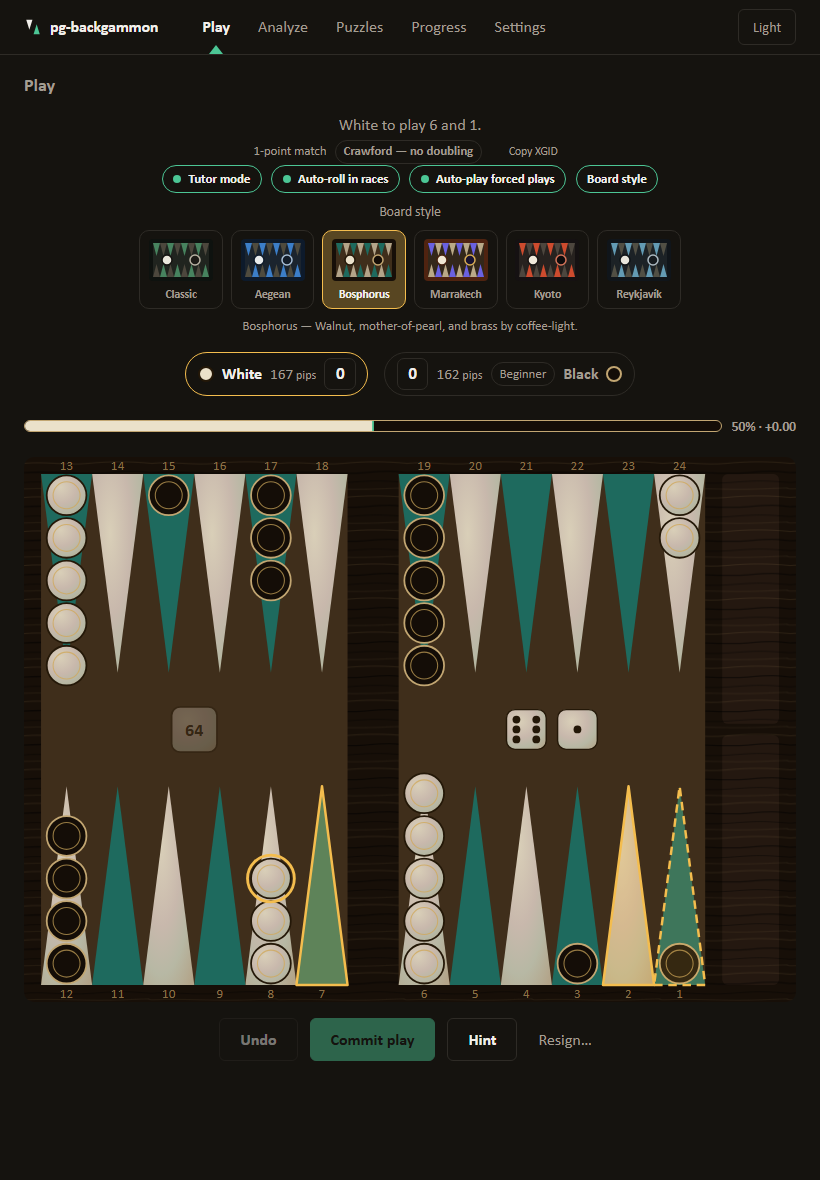 pg-backgammon Play Analyze Puzzles Progress Settings Light
Play
White to play 6 and 1.
1-point match Crawford — no doubling Copy XGID
Tutor mode Auto-roll in races Auto-play forced plays Board style
Board style
Classic Aegean Bosphorus Marrakech Kyoto Reykjavik
Bosphorus — Walnut, mother-of-pearl, and brass by coffee-light.
White 167 pips 0 0 162 pips Beginner Black
50% · +0.00
13 14 15 16 17 18 19 20 21 22 23 24
64
12 11 10 9 8 7 6 5 4 3 2 1
Undo Commit play Hint Resign...